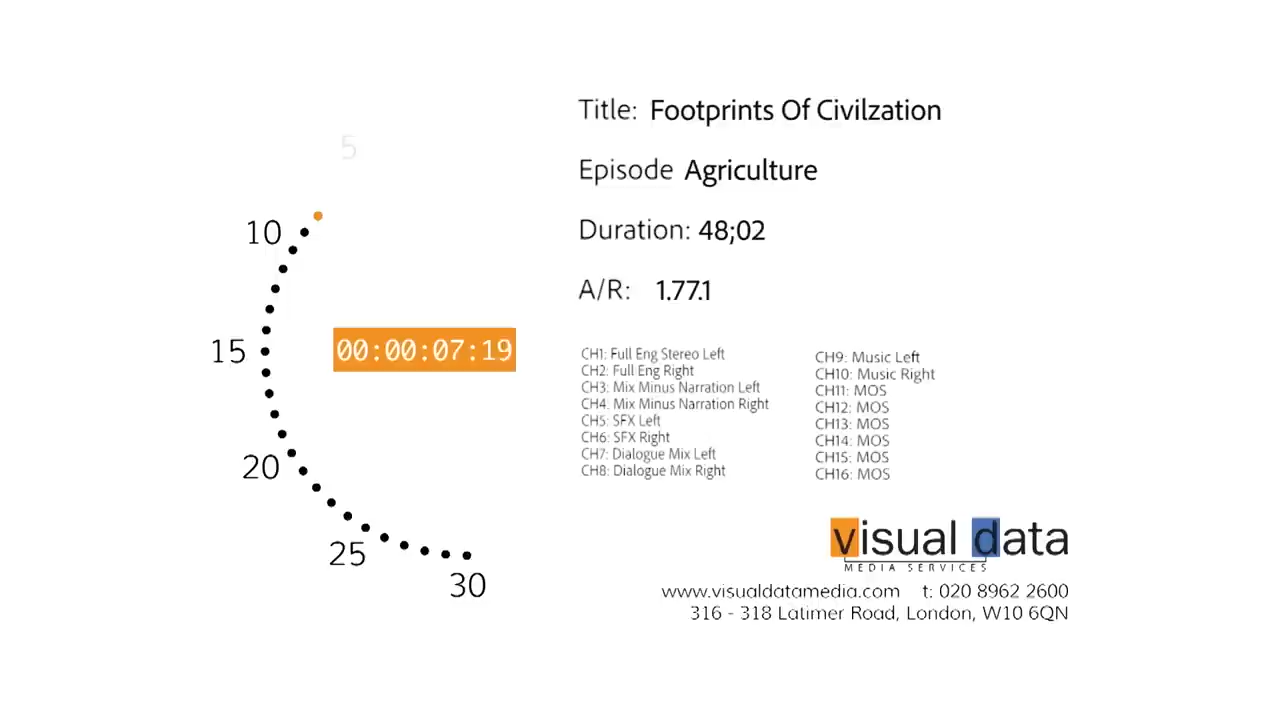 Title: Footprints Of Civilzation
Episode Agriculture
Duration: 48;02
A/R: 1.77.1
5
10
15
20
25
30
00:00:07:19
CH1: Full Eng Stereo Left
CH2: Full Eng Right
CH3: Mix Minus Narration Left
CH4: Mix Minus Narration Right
CH5: SFX Left
CH6: SFX Right
CH7: Dialogue Mix Left
CH8: Dialogue Mix Right
CH9: Music Left
CH10: Music Right
CH11: MOS
CH12: MOS
CH13: MOS
CH14: MOS
CH15: MOS
CH16: MOS
visual data
MEDIA SERVICES
www.visualdatamedia.com t: 020 8962 2600
316 - 318 Latimer Road, London, W10 6QN